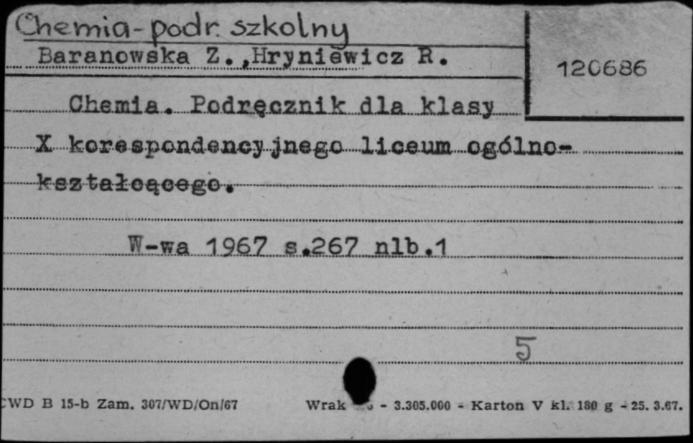 Chemia-podr. szkolny
Baranowska Z.,Hryniewicz R.
120686
Chemia. Podręcznik dla klasy
X korespondencyjnego liceum ogólno-
kształcącego.
W-wa 1967 s.267 nlb.1
5
CWD B 15-b Zam. 307/WD/On/67 Wrak - 3.305.000 - Karton V kl. 180 g - 25. 3.67.